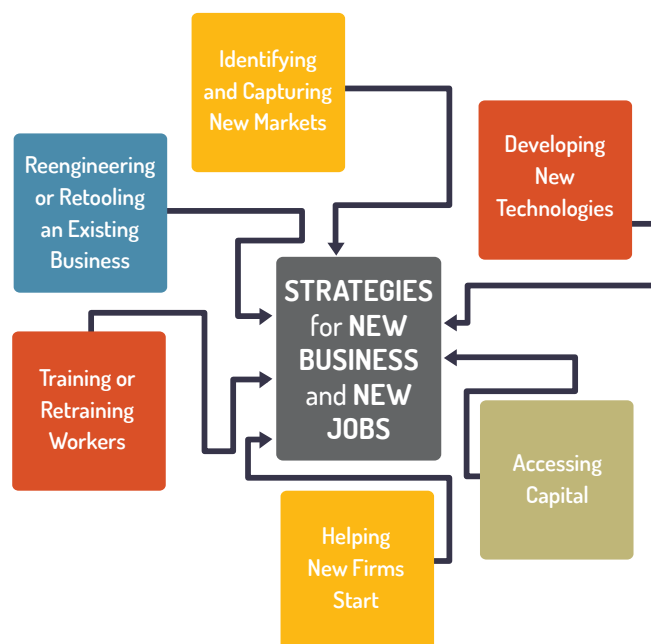 Identifying
and Capturing
New Markets
Developing
New
Technologies
Reengineering
or Retooling
an Existing
Business
STRATEGIES
for NEW
BUSINESS
and NEW
JOBS
Training or
Retraining
Workers
Accessing
Capital
Helping
New Firms
Start